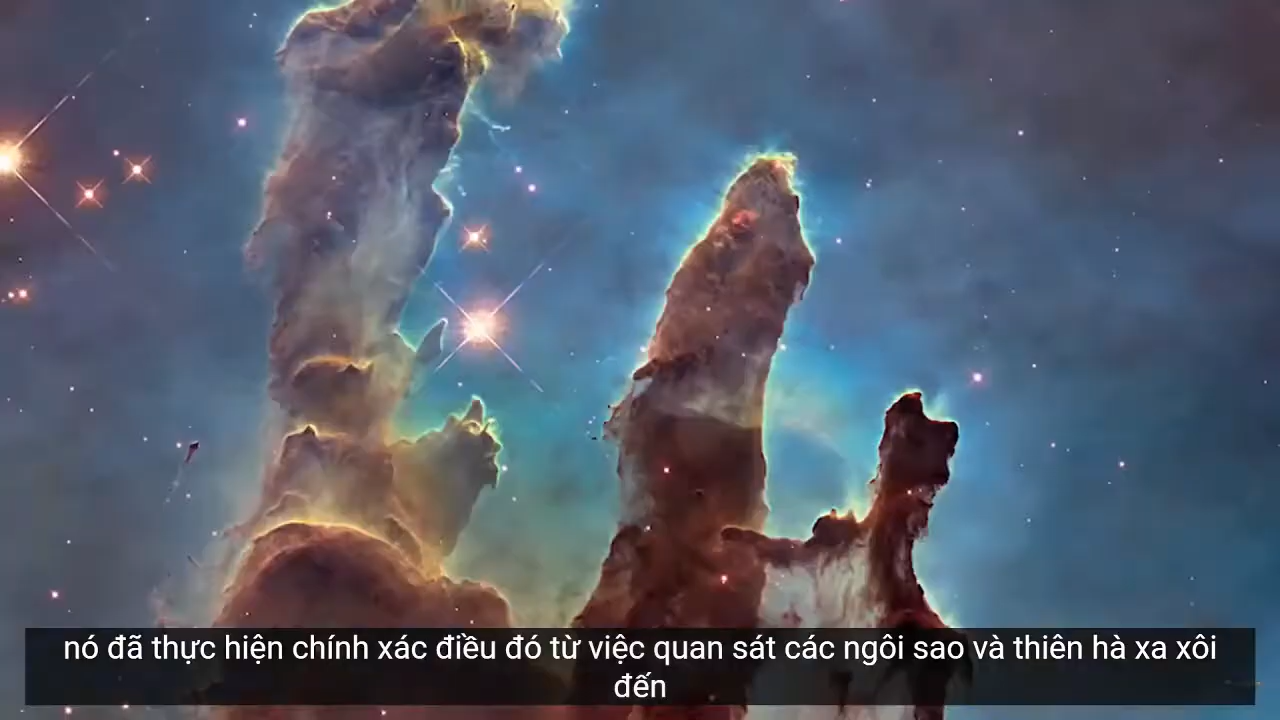 nó đã thực hiện chính xác điều đó từ việc quan sát các ngôi sao và thiên hà xa xôi
đến